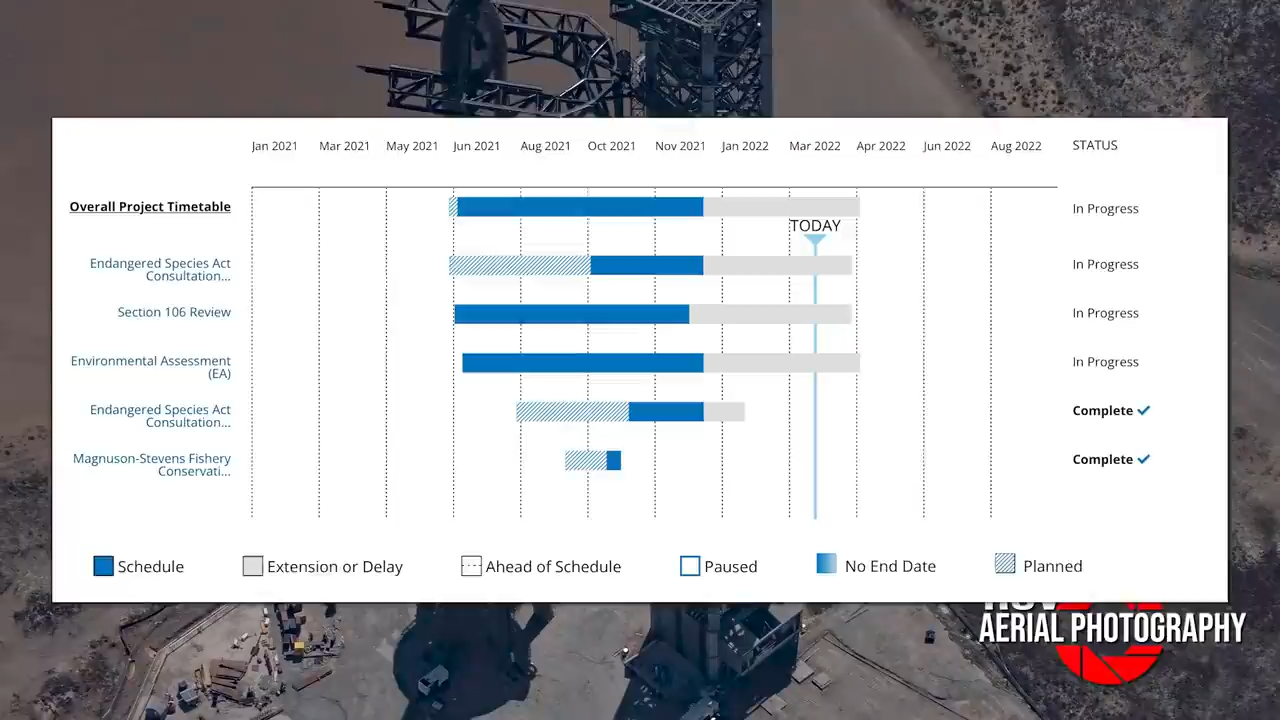 Jan 2021 Mar 2021 May 2021 Jun 2021 Aug 2021 Oct 2021 Nov 2021 Jan 2022 Mar 2022 Apr 2022 Jun 2022 Aug 2022 STATUS
Overall Project Timetable In Progress
TODAY
Endangered Species Act
Consultation... In Progress
Section 106 Review In Progress
Environmental Assessment
(EA) In Progress
Endangered Species Act
Consultation... Complete
Magnuson-Stevens Fishery
Conservati... Complete
Schedule Extension or Delay Ahead of Schedule Paused No End Date Planned
AERIAL PHOTOGRAPHY